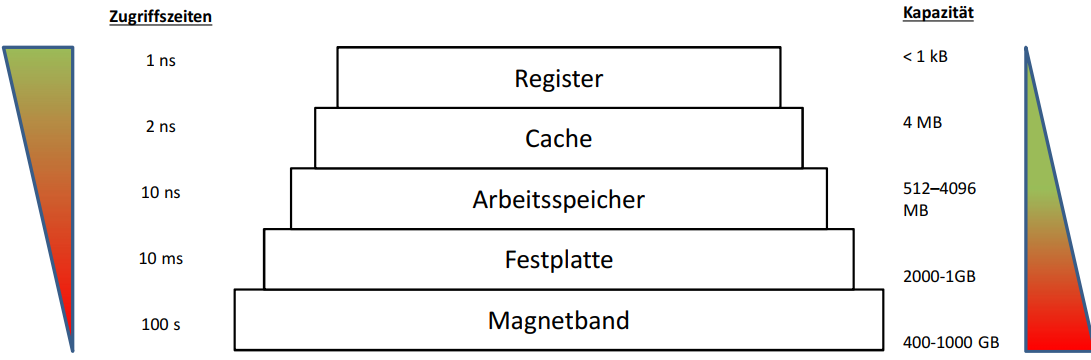 Zugriffszeiten
Kapazität
1 ns
Register
< 1 kB
2 ns
Cache
4 MB
10 ns
Arbeitsspeicher
512–4096
MB
10 ms
Festplatte
2000-1GB
100 s
Magnetband
400-1000 GB